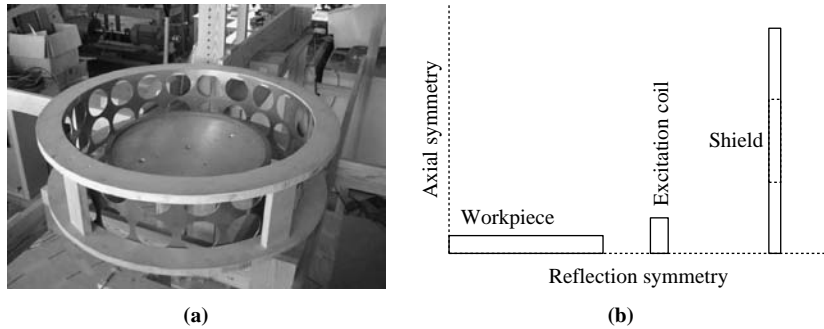 Axial symmetry
Workpiece
Excitation coil
Shield
Reflection symmetry
(a)
(b)